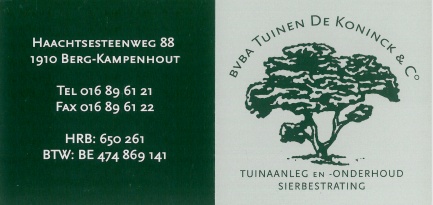 Haachtsesteenweg 88
1910 Berg-Kampenhout
Tel 016 89 61 21
Fax 016 89 61 22
HRB: 650 261
BTW: BE 474 869 141
BVBA Tuinen De Koninck & C°
Tuinaanleg en -onderhoud
Sierbestrating